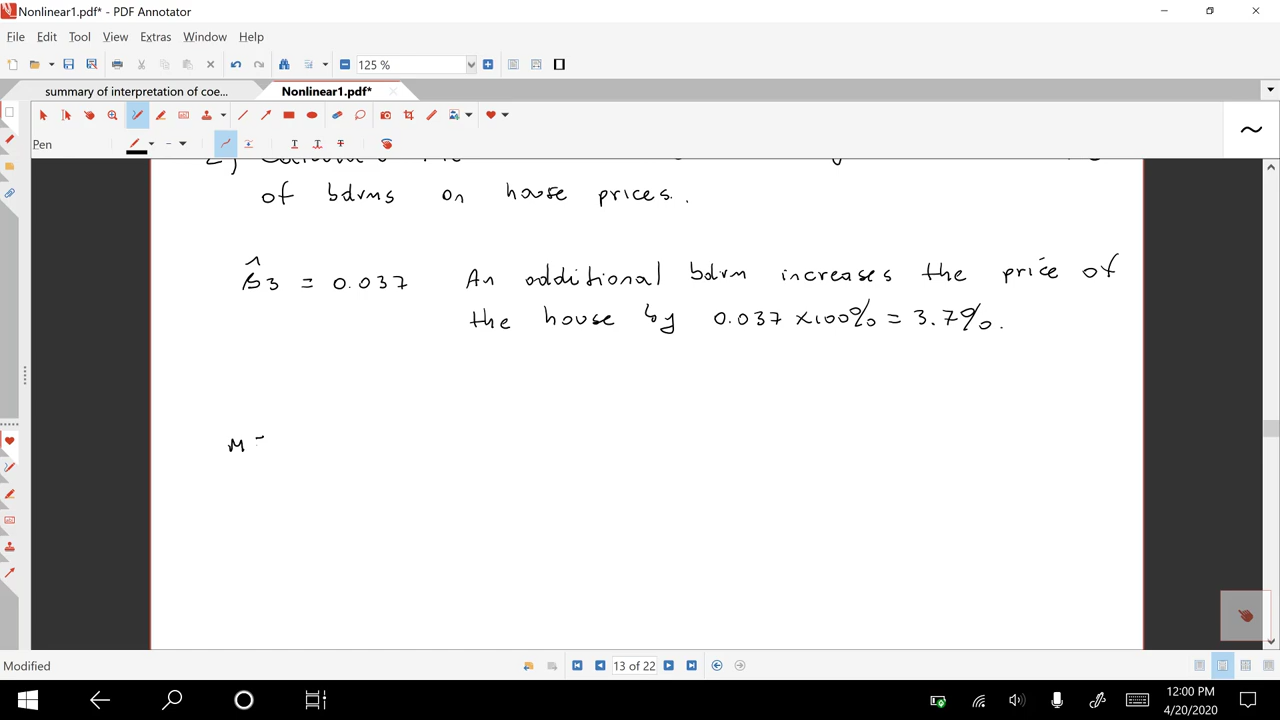 Nonlinear1.pdf* - PDF Annotator
File Edit Tool View Extras Window Help
125 %
summary of interpretation of coe... Nonlinear1.pdf*
Pen
of bdrms on house prices.
β̂3 = 0.037 An additional bdrm increases the price of
the house by 0.037 x100% = 3.7%.
M =
Modified
13 of 22
12:00 PM
4/20/2020